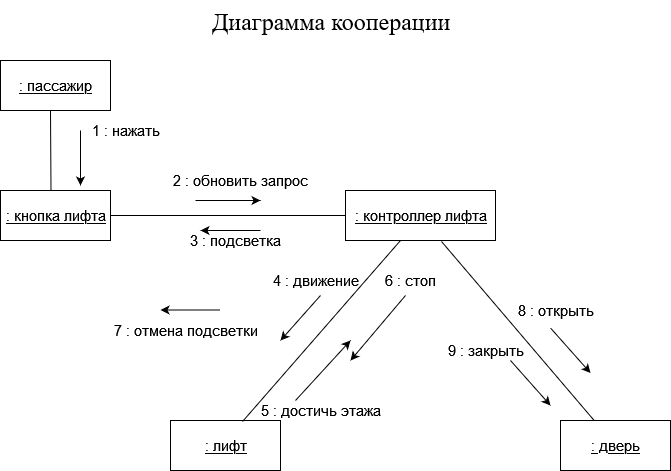 Диаграмма кооперации
: пассажир
1 : нажать
2 : обновить запрос
: кнопка лифта
: контроллер лифта
3 : подсветка
4 : движение
6 : стоп
8 : открыть
7 : отмена подсветки
9 : закрыть
5 : достичь этажа
: лифт
: дверь